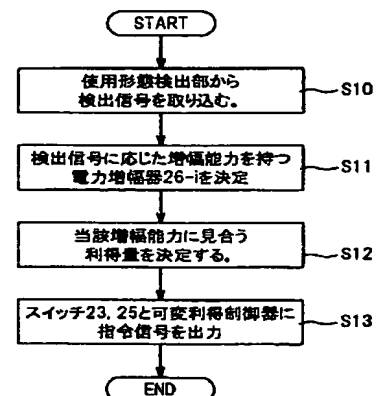 START
使用形態検出部から
検出信号を取り込む。
S10
検出信号に応じた増幅能力を持つ
電力増幅器26-iを決定
S11
当該増幅能力に見合う
利得量を決定する。
S12
スイッチ23, 25と可変利得制御器に
指令信号を出力
S13
END